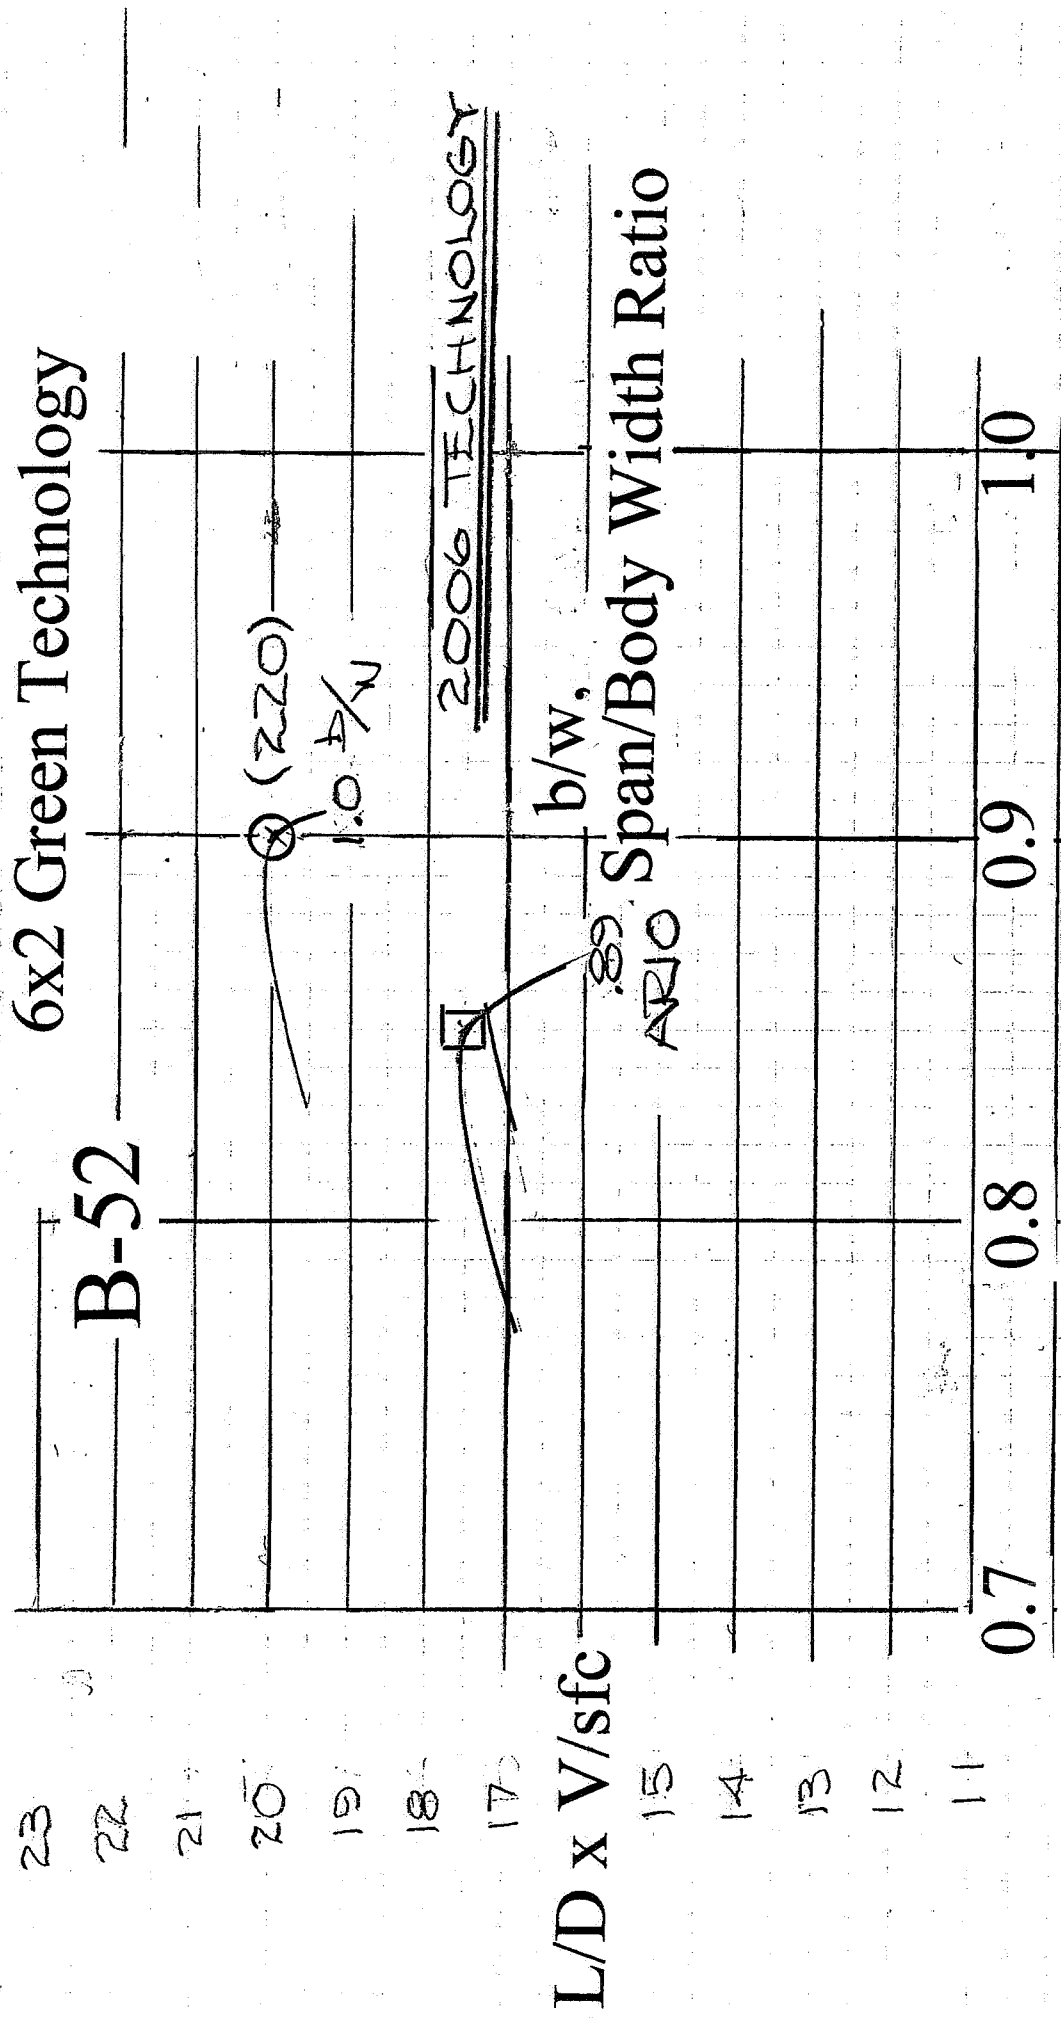 6x2 Green Technology
B-52
23
22
21
20
19
18
17
15
14
13
12
11
(220)
1.0 b/w
2006 TECHNOLOGY
b/w,
Span/Body Width Ratio
.89
AR10
L/D x V/sfc
0.7
0.8
0.9
1.0